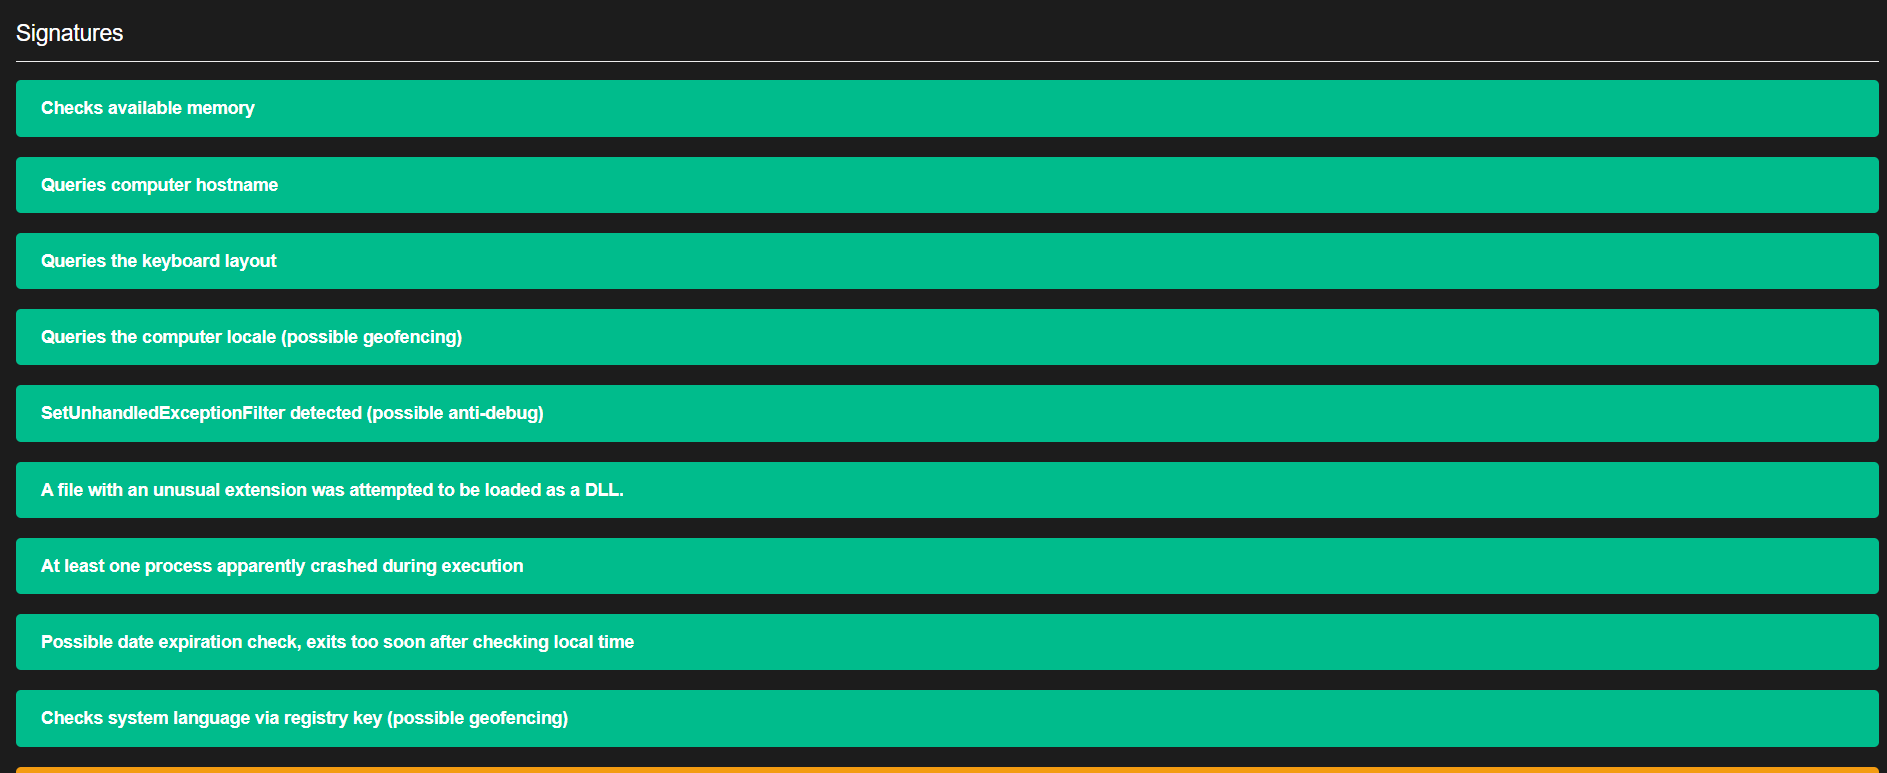 Signatures
Checks available memory
Queries computer hostname
Queries the keyboard layout
Queries the computer locale (possible geofencing)
SetUnhandledExceptionFilter detected (possible anti-debug)
A file with an unusual extension was attempted to be loaded as a DLL.
At least one process apparently crashed during execution
Possible date expiration check, exits too soon after checking local time
Checks system language via registry key (possible geofencing)